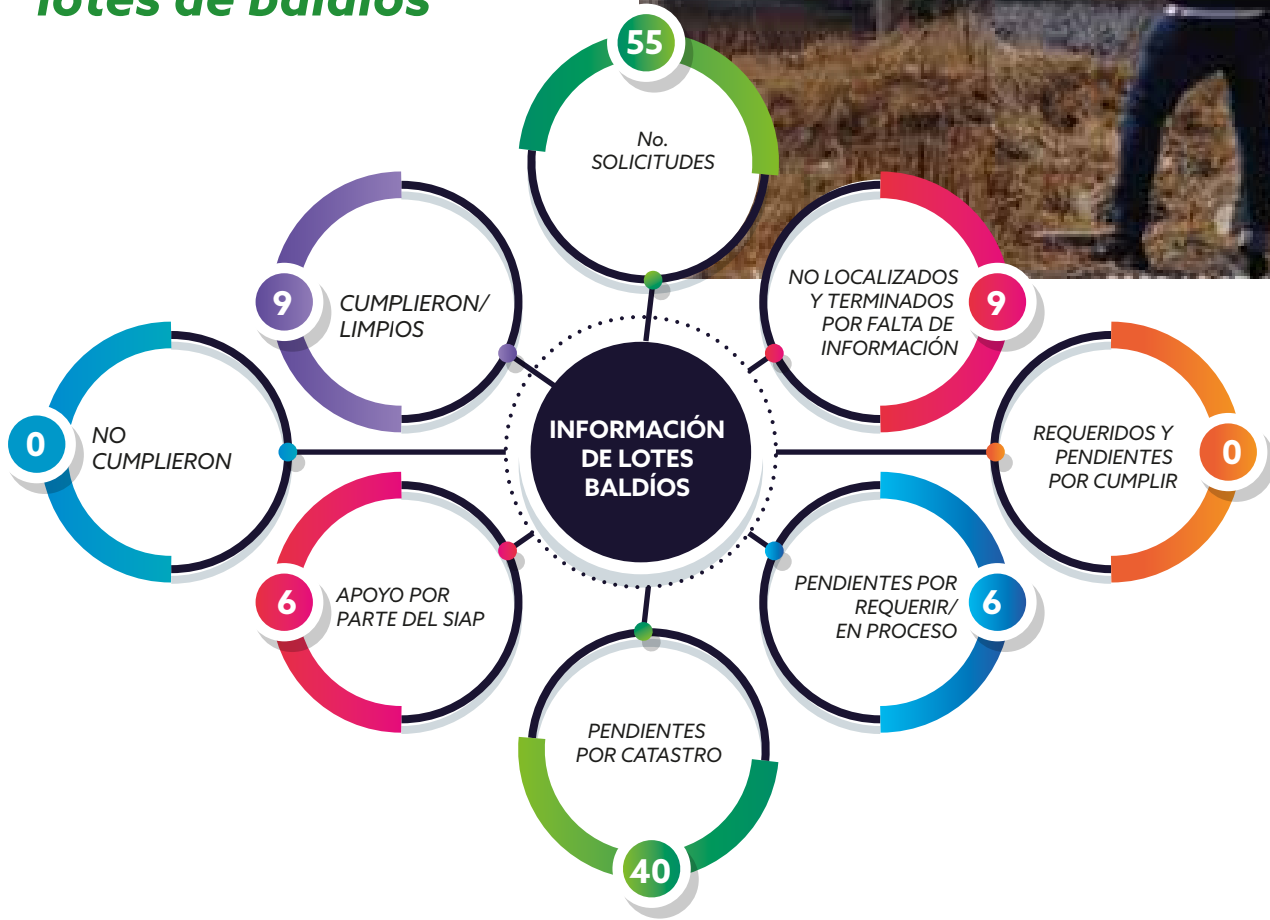 lotes de baldíos
55
No.
SOLICITUDES
9
CUMPLIERON/
LIMPIOS
NO LOCALIZADOS
Y TERMINADOS
POR FALTA DE
INFORMACIÓN
9
0
NO
CUMPLIERON
INFORMACIÓN
DE LOTES
BALDÍOS
REQUERIDOS Y
PENDIENTES
POR CUMPLIR
0
6
APOYO POR
PARTE DEL SIAP
PENDIENTES POR
REQUERIR/
EN PROCESO
6
PENDIENTES
POR CATASTRO
40